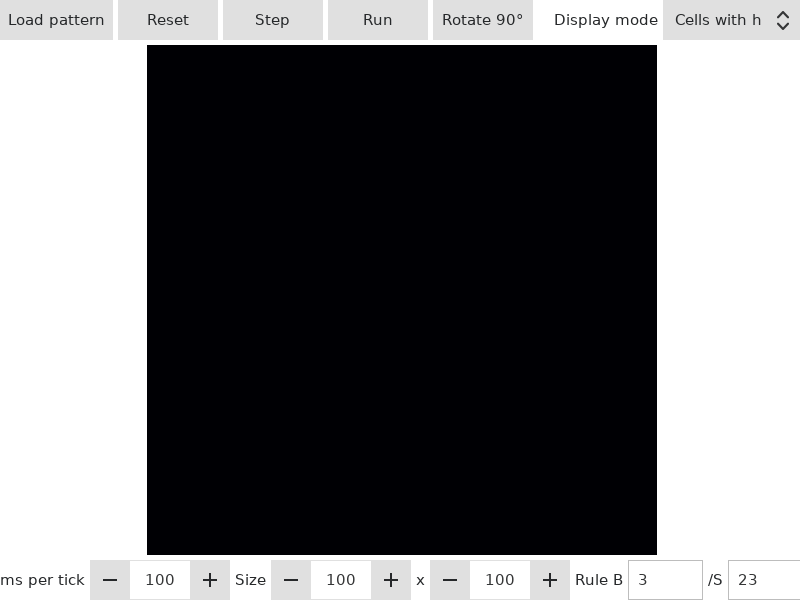 Load pattern Reset Step Run Rotate 90° Display mode Cells with h
ms per tick 100 Size 100 x 100 Rule B 3 /S 23